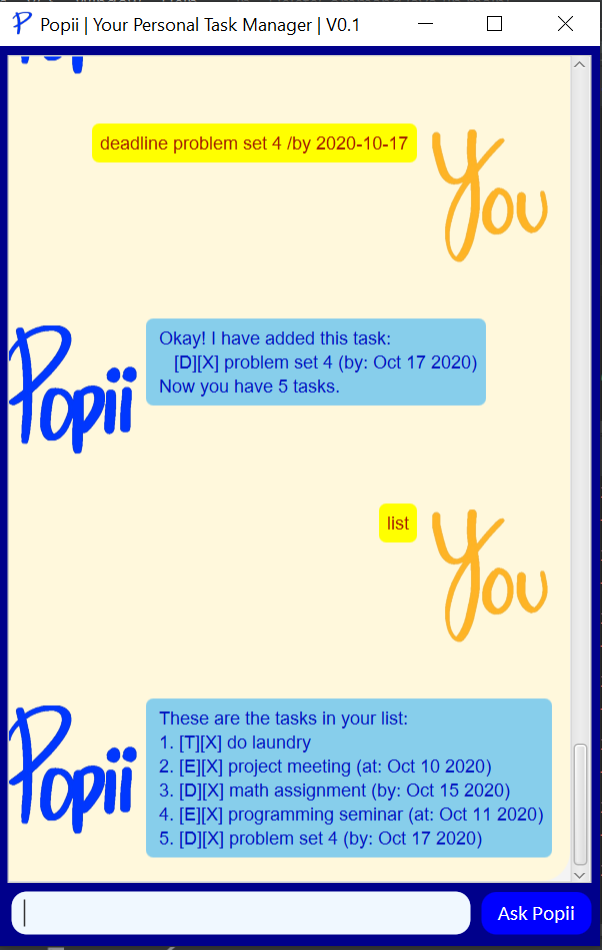 Popii | Your Personal Task Manager | V0.1
deadline problem set 4 /by 2020-10-17
You
Popii
Okay! I have added this task:
[D][X] problem set 4 (by: Oct 17 2020)
Now you have 5 tasks.
list
You
Popii
These are the tasks in your list:
1. [T][X] do laundry
2. [E][X] project meeting (at: Oct 10 2020)
3. [D][X] math assignment (by: Oct 15 2020)
4. [E][X] programming seminar (at: Oct 11 2020)
5. [D][X] problem set 4 (by: Oct 17 2020)
Ask Popii